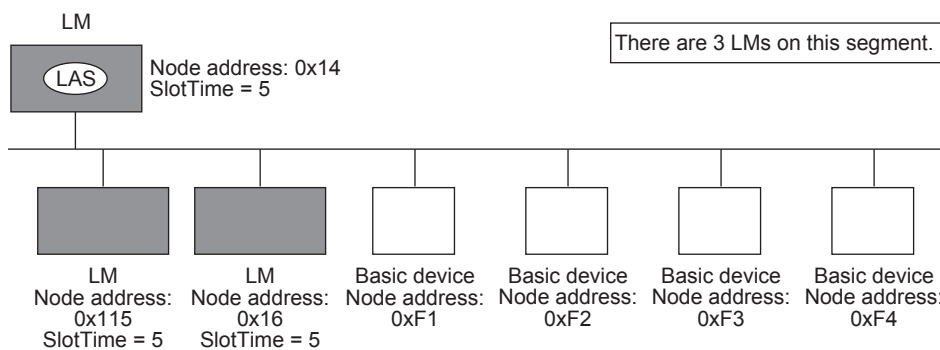 LM
There are 3 LMs on this segment.
LAS
Node address: 0x14
SlotTime = 5
LM
Node address:
0x115
SlotTime = 5
LM
Node address:
0x16
SlotTime = 5
Basic device
Node address:
0xF1
Basic device
Node address:
0xF2
Basic device
Node address:
0xF3
Basic device
Node address:
0xF4